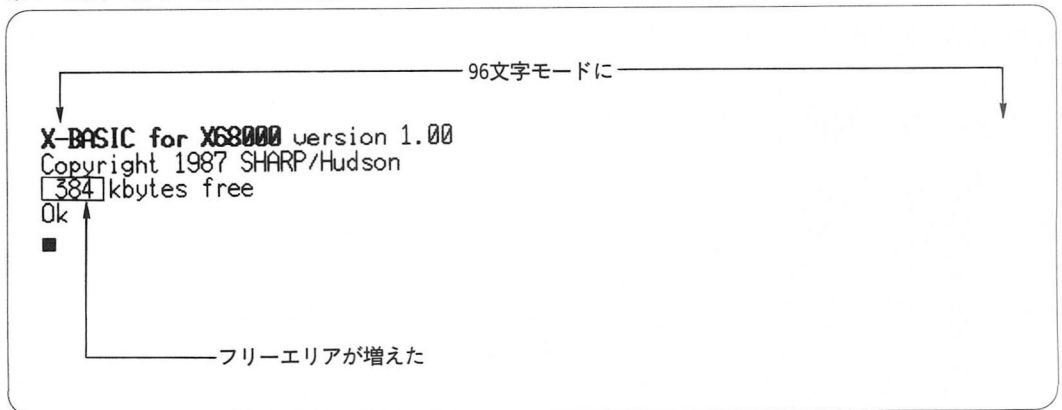 96文字モードに
X-BASIC for X68000 version 1.00
Copyright 1987 SHARP/Hudson
384 kbytes free
Ok
フリーエリアが増えた